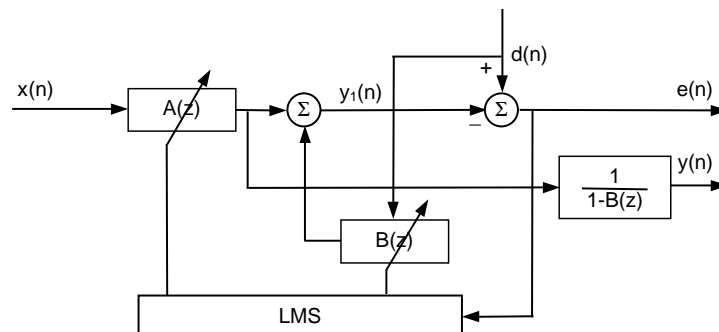 d(n)
+
x(n)
A(z)
Σ
y₁(n)
Σ
e(n)
–
y(n)
1
1-B(z)
B(z)
LMS